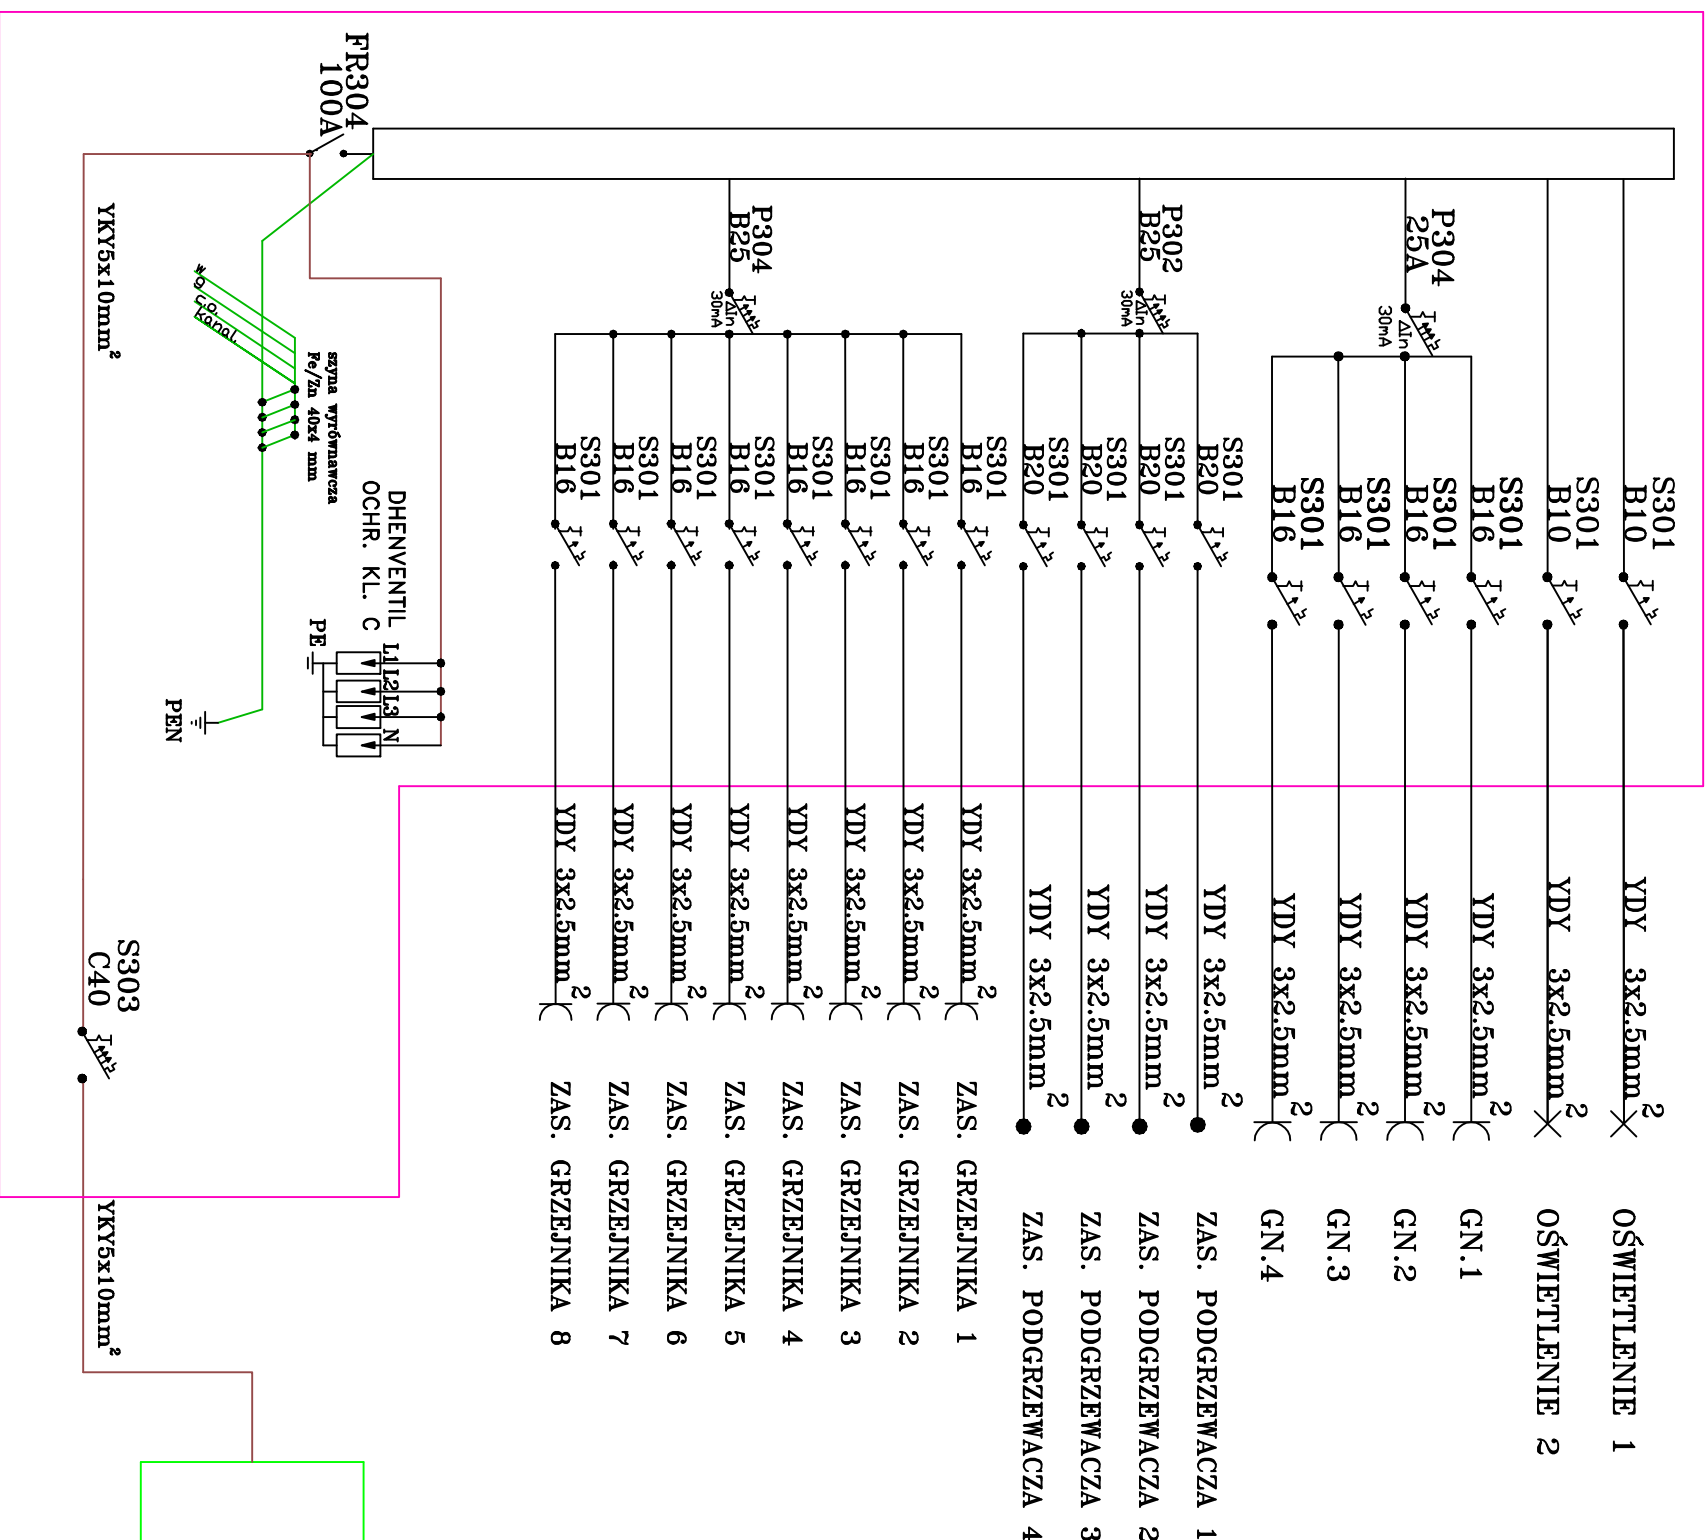 FR304
100A
P304
25A
ΔIn
30mA
P302
B25
ΔIn
30mA
P304
B25
ΔIn
30mA
S301
B10
YDY 3x2.5mm²
OŚWIETLENIE 1
S301
B10
YDY 3x2.5mm²
OŚWIETLENIE 2
S301
B16
YDY 3x2.5mm²
GN.1
S301
B16
YDY 3x2.5mm²
GN.2
S301
B16
YDY 3x2.5mm²
GN.3
S301
B16
YDY 3x2.5mm²
GN.4
S301
B20
YDY 3x2.5mm²
ZAS. PODGRZEWACZA 1
S301
B20
YDY 3x2.5mm²
ZAS. PODGRZEWACZA 2
S301
B20
YDY 3x2.5mm²
ZAS. PODGRZEWACZA 3
S301
B20
YDY 3x2.5mm²
ZAS. PODGRZEWACZA 4
S301
B16
YDY 3x2.5mm²
ZAS. GRZEJNIKA 1
S301
B16
YDY 3x2.5mm²
ZAS. GRZEJNIKA 2
S301
B16
YDY 3x2.5mm²
ZAS. GRZEJNIKA 3
S301
B16
YDY 3x2.5mm²
ZAS. GRZEJNIKA 4
S301
B16
YDY 3x2.5mm²
ZAS. GRZEJNIKA 5
S301
B16
YDY 3x2.5mm²
ZAS. GRZEJNIKA 6
S301
B16
YDY 3x2.5mm²
ZAS. GRZEJNIKA 7
S301
B16
YDY 3x2.5mm²
ZAS. GRZEJNIKA 8
DHENVENTIL
OCHR. KL. C
L1
L2
L3
N
PE
szyna wyrównawcza
Fe/Zn 40x4 mm
w
g
c.o.
kanal.
PEN
YKY5x10mm²
S303
C40
YKY5x10mm²